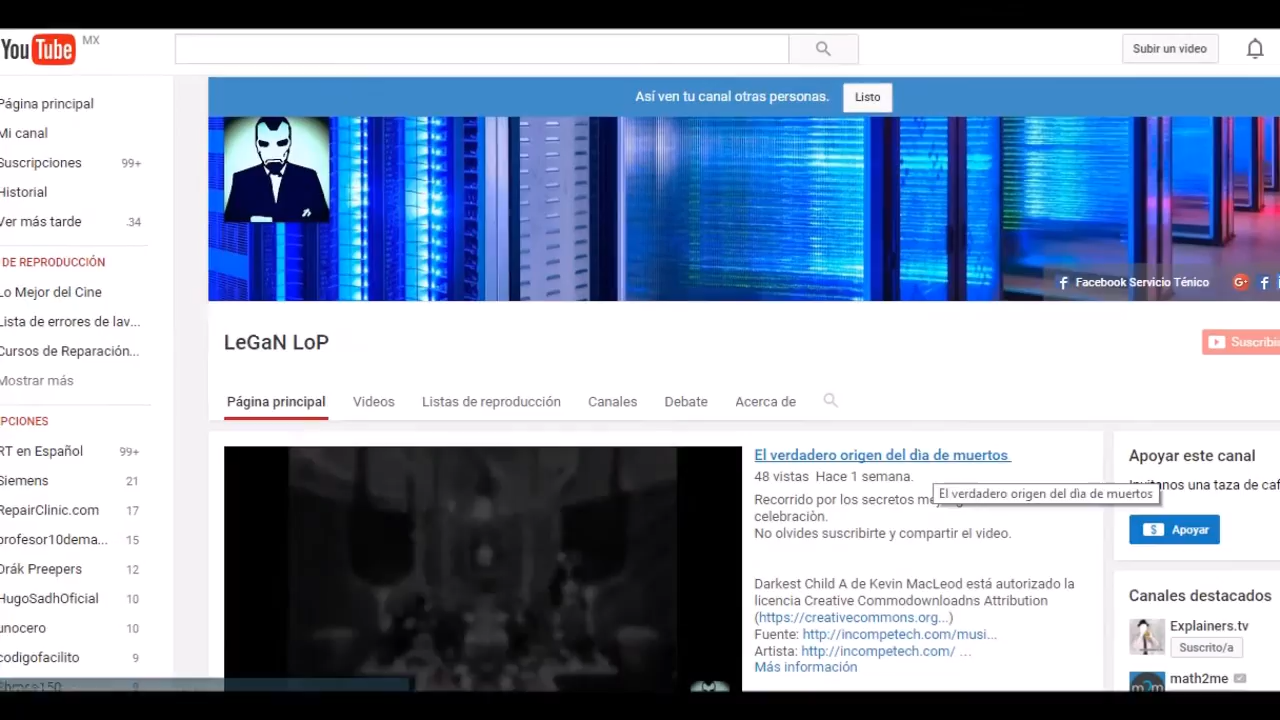 YouTube MX
Subir un video
Así ven tu canal otras personas.
Listo
Página principal
Mi canal
Suscripciones 99+
Historial
Ver más tarde 34
DE REPRODUCCIÓN
Lo Mejor del Cine
Lista de errores de lav...
Cursos de Reparación...
Mostrar más
PCIONES
RT en Español 99+
Siemens 21
RepairClinic.com 17
profesor10dema... 15
Drák Preepers 12
HugoSadhOficial 10
unocero 10
codigofacilito 9
Facebook Servicio Ténico
LeGaN LoP
Suscribi
Página principal Videos Listas de reproducción Canales Debate Acerca de
El verdadero origen del dìa de muertos
48 vistas Hace 1 semana.
El verdadero origen del dìa de muertos
Recorrido por los secretos
celebraciòn.
No olvides suscribirte y compartir el video.
Darkest Child A de Kevin MacLeod está autorizado la
licencia Creative Commodownloadns Attribution
(https://creativecommons.org...)
Fuente: http://incompetech.com/musi...
Artista: http://incompetech.com/ ...
Más información
Apoyar este canal
una taza de caf
$ Apoyar
Canales destacados
Explainers.tv
Suscrito/a
math2me